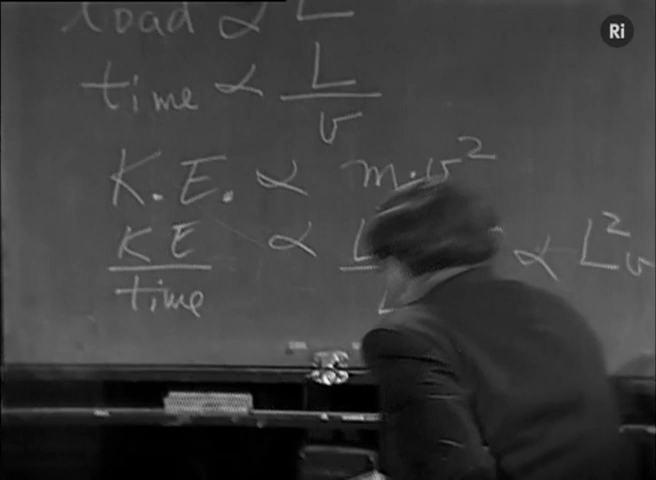 Ri
load ∝ L
time ∝ L/v
K.E. ∝ m.v²
KE/time ∝ L ∝ L²v